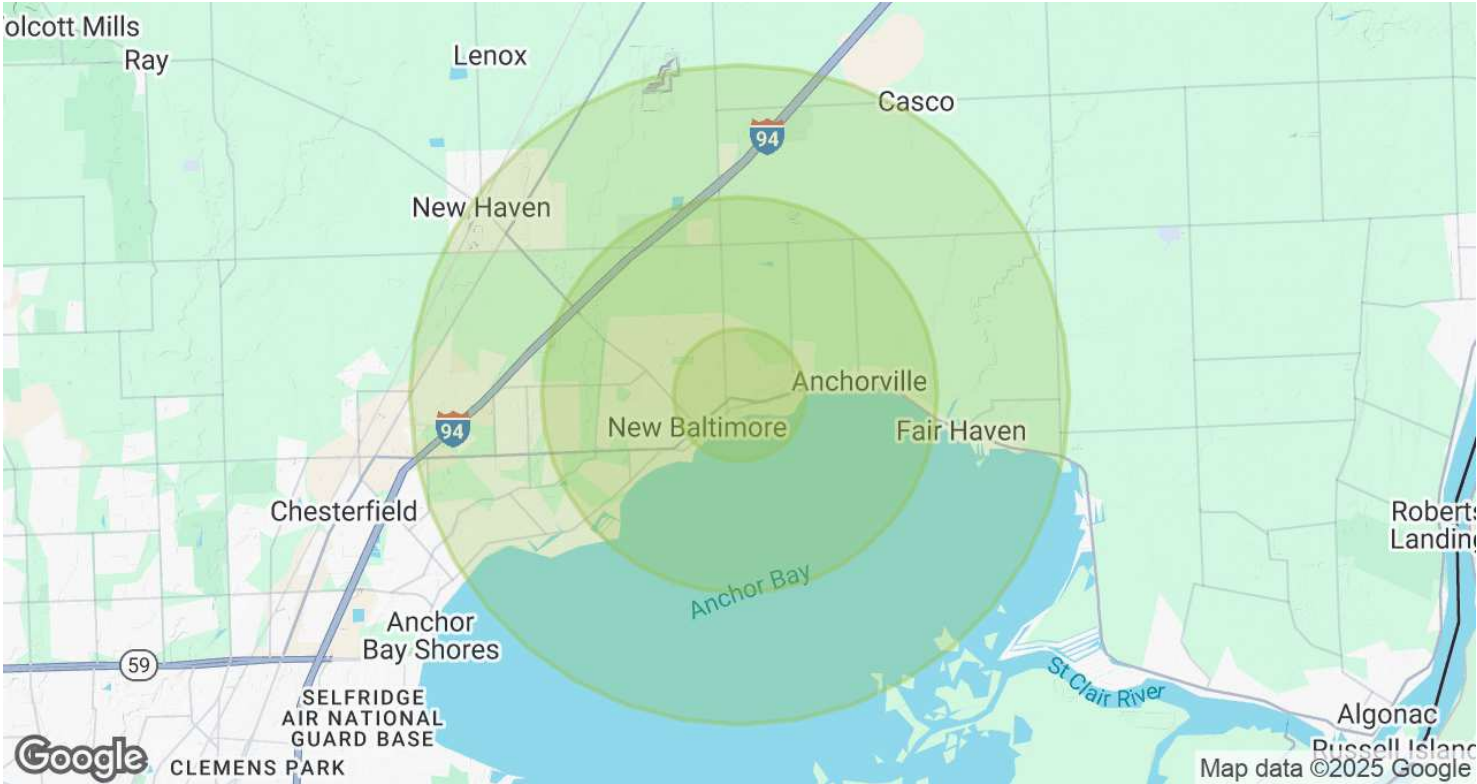 olcott Mills
Ray
Lenox
Casco
94
New Haven
Anchorville
New Baltimore
Fair Haven
94
Chesterfield
Roberts
Landing
Anchor Bay
Anchor
Bay Shores
59
St Clair River
SELFRIDGE
AIR NATIONAL
GUARD BASE
Algonac
Russell Island
Google
CLEMENS PARK
Map data ©2025 Google